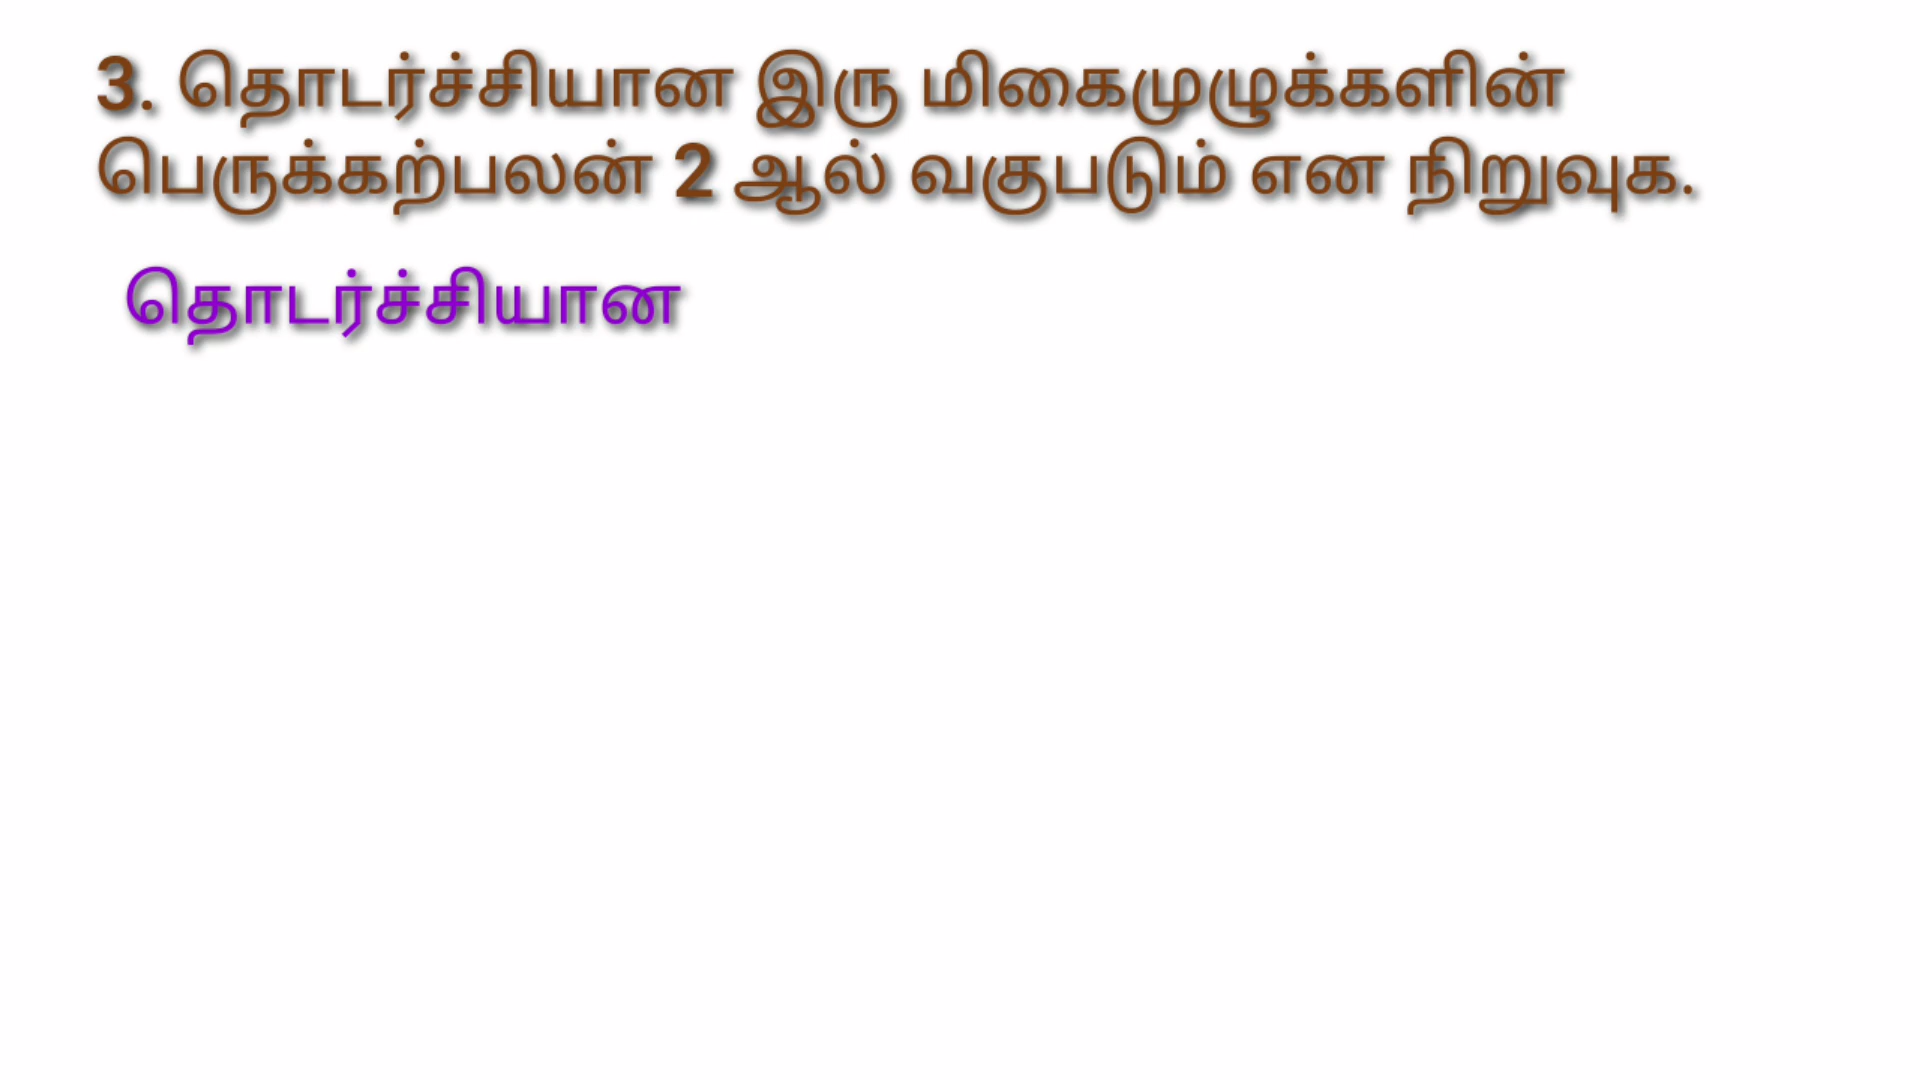 3. தொடர்ச்சியான இரு மிகைமுழுக்களின்
பெருக்கற்பலன் 2 ஆல் வகுபடும் என நிறுவுக.
தொடர்ச்சியான